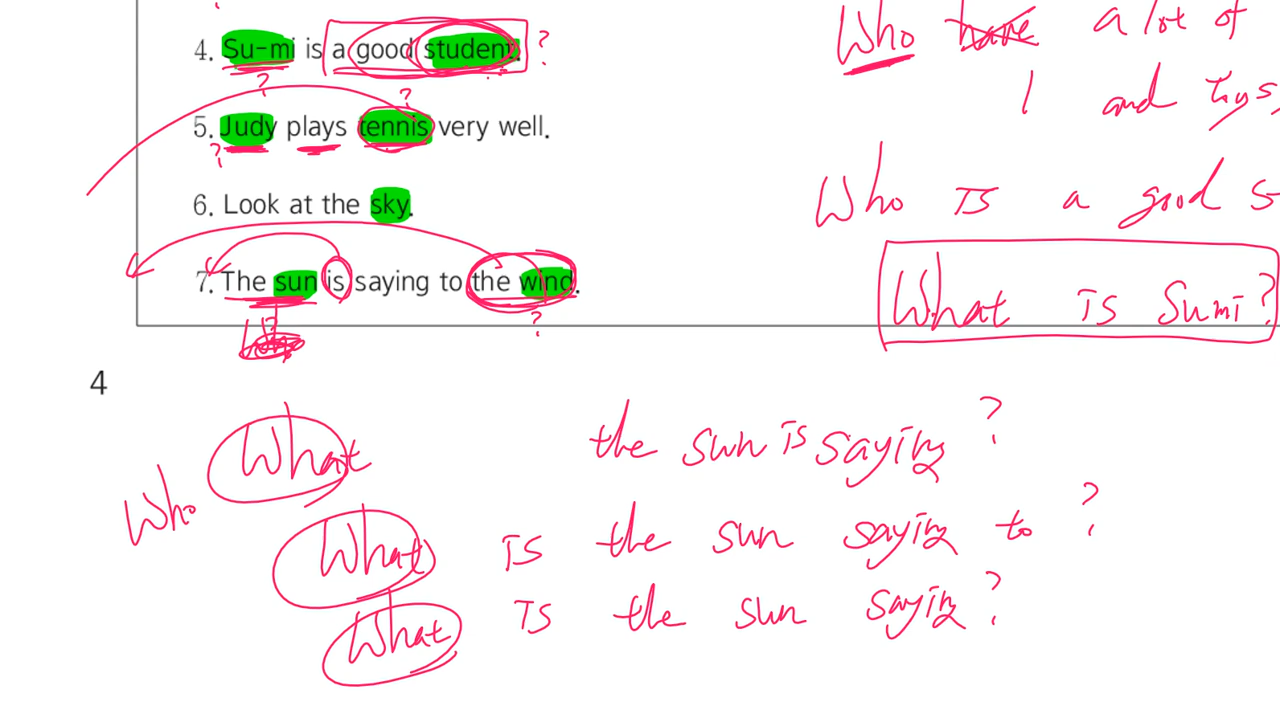 Who have a lot of
1 and toys
4. Su-mi is a good student. ?
? ?
5. Judy plays tennis very well.
?
Who is a good s
6. Look at the sky.
7. The sun is saying to the wind.
? ?
What is Sumi?
4
What the sun is saying ?
Who
What is the sun saying to ?
What is the sun saying ?